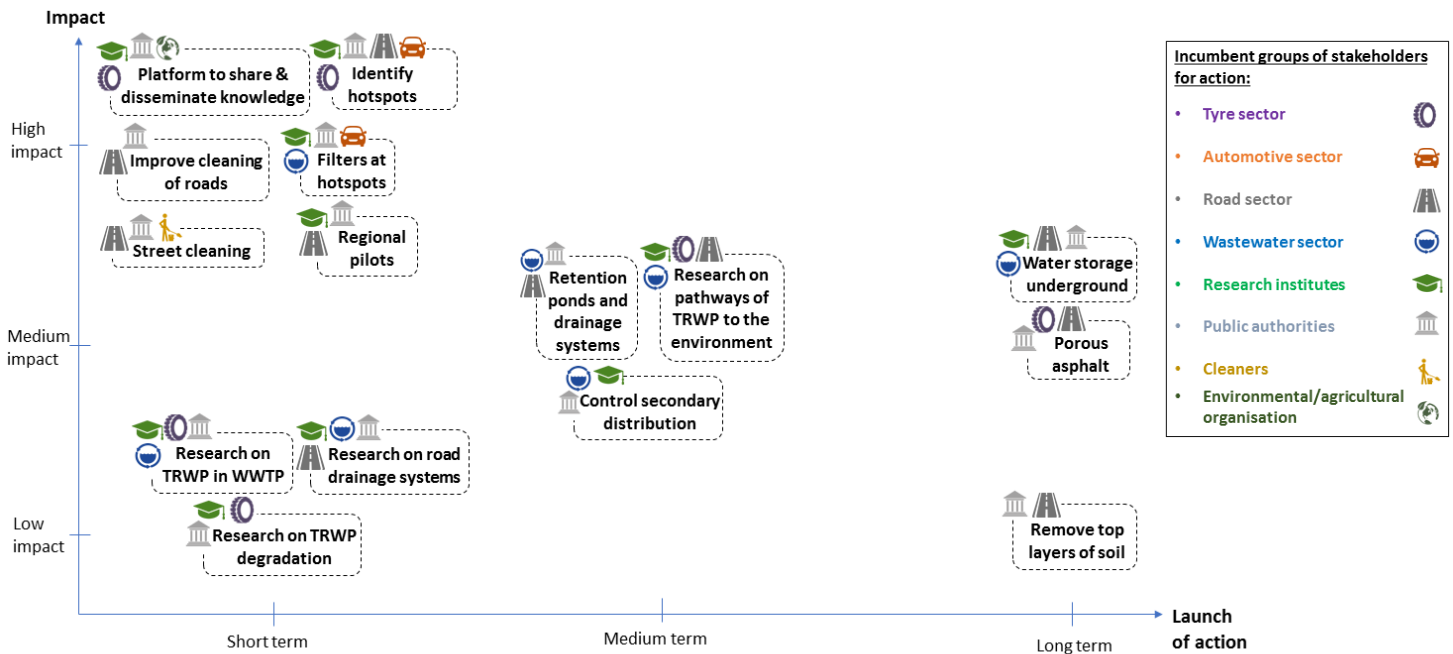 Impact
Platform to share &
disseminate knowledge
Identify
hotspots
High
impact
Improve cleaning
of roads
Filters at
hotspots
Street cleaning
Regional
pilots
Retention
ponds and
drainage
systems
Research on
pathways of
TRWP to the
environment
Water storage
underground
Porous
asphalt
Medium
impact
Control secondary
distribution
Research on
TRWP in WWTP
Research on road
drainage systems
Research on TRWP
degradation
Low
impact
Remove top
layers of soil
Short term
Medium term
Long term
Launch
of action
Incumbent groups of stakeholders
for action:
• Tyre sector
• Automotive sector
• Road sector
• Wastewater sector
• Research institutes
• Public authorities
• Cleaners
• Environmental/agricultural
organisation